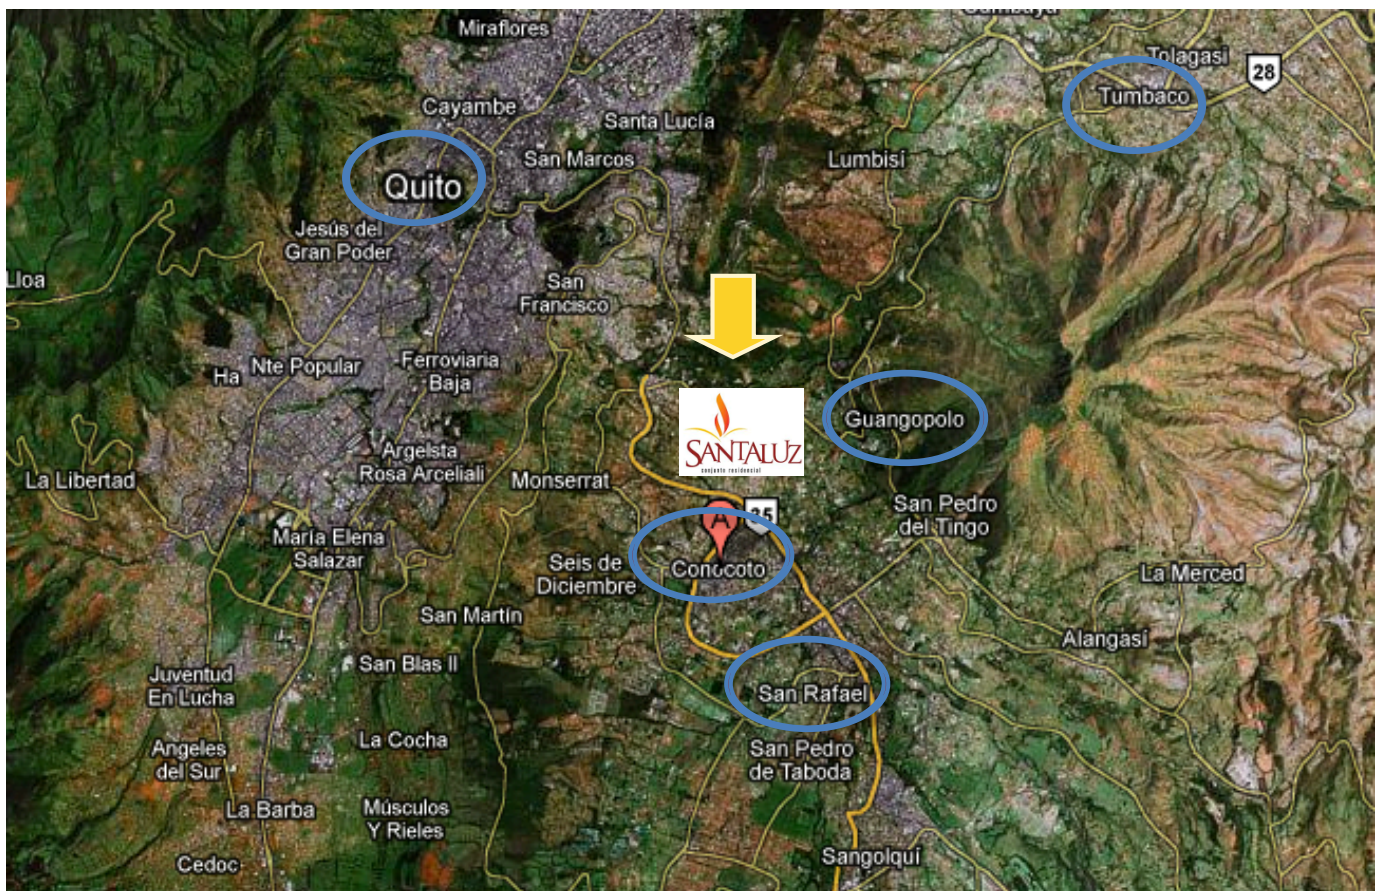 Miraflores
Tolagasi
28
Cayambe
Tumbaco
Santa Lucía
San Marcos
Lumbisí
Quito
Jesús del
Gran Poder
Lloa
San
Francisco
Nte Popular
Ferroviaria
Baja
Ha
Guangopolo
SANTALUZ
conjunto residencial
Argelsta
Rosa Arceliali
La Libertad
Monserrat
San Pedro
del Tingo
A
35
María Elena
Salazar
Seis de
Diciembre
Conocoto
La Merced
San Martín
Alangasí
San Blas II
Juventud
En Lucha
San Rafael
La Cocha
Angeles
del Sur
San Pedro
de Taboda
La Barba
Músculos
Y Rieles
Cedoc
Sangolquí